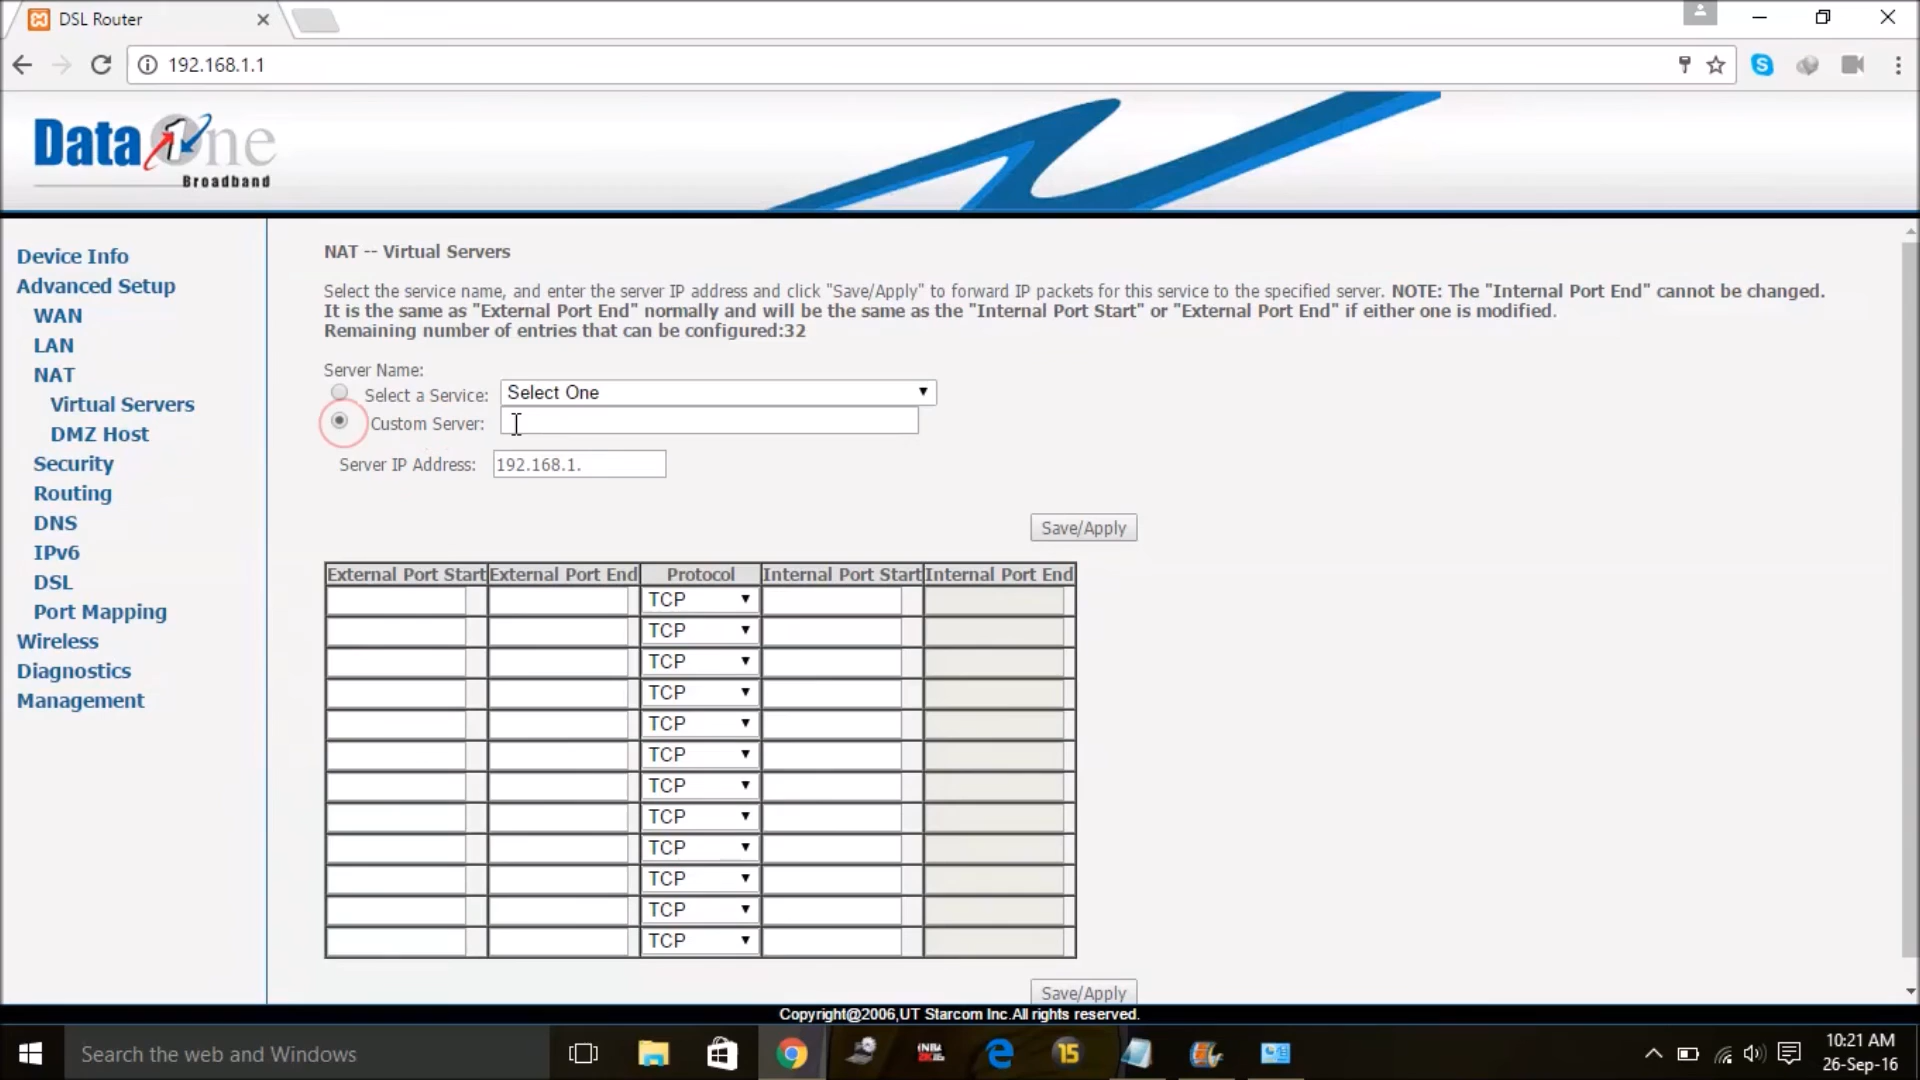 DSL Router
192.168.1.1
DataOne
Broadband
Device Info
Advanced Setup
WAN
LAN
NAT
Virtual Servers
DMZ Host
Security
Routing
DNS
IPv6
DSL
Port Mapping
Wireless
Diagnostics
Management
NAT -- Virtual Servers
Select the service name, and enter the server IP address and click "Save/Apply" to forward IP packets for this service to the specified server. NOTE: The "Internal Port End" cannot be changed.
It is the same as "External Port End" normally and will be the same as the "Internal Port Start" or "External Port End" if either one is modified.
Remaining number of entries that can be configured:32
Server Name:
Select a Service: Select One
Custom Server:
Server IP Address: 192.168.1.
Save/Apply
External Port Start External Port End Protocol Internal Port Start Internal Port End
TCP
TCP
TCP
TCP
TCP
TCP
TCP
TCP
TCP
TCP
TCP
TCP
Save/Apply
Copyright@2006,UT Starcom Inc.All rights reserved.
Search the web and Windows
15
10:21 AM
26-Sep-16